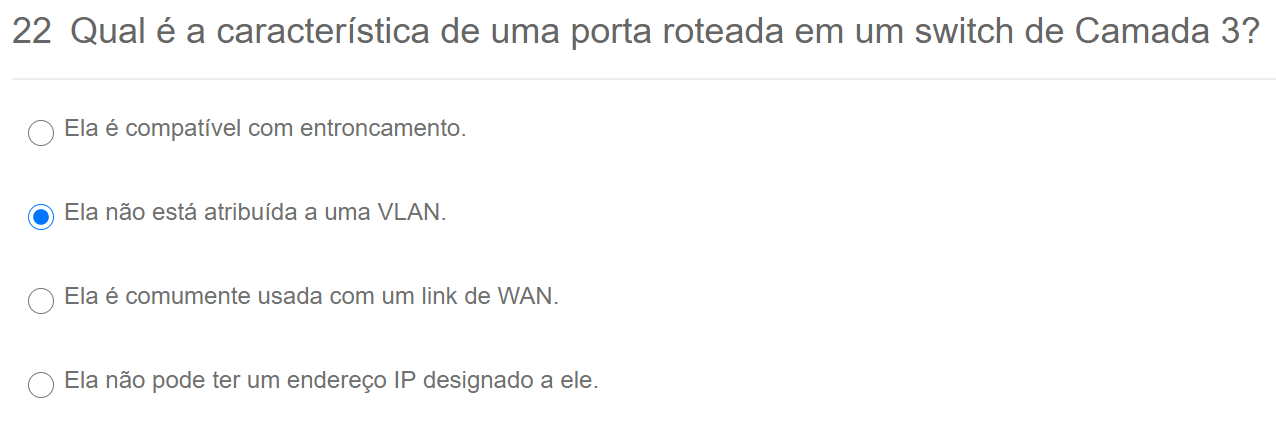 22 Qual é a característica de uma porta roteada em um switch de Camada 3?
Ela é compatível com entroncamento.
Ela não está atribuída a uma VLAN.
Ela é comumente usada com um link de WAN.
Ela não pode ter um endereço IP designado a ele.